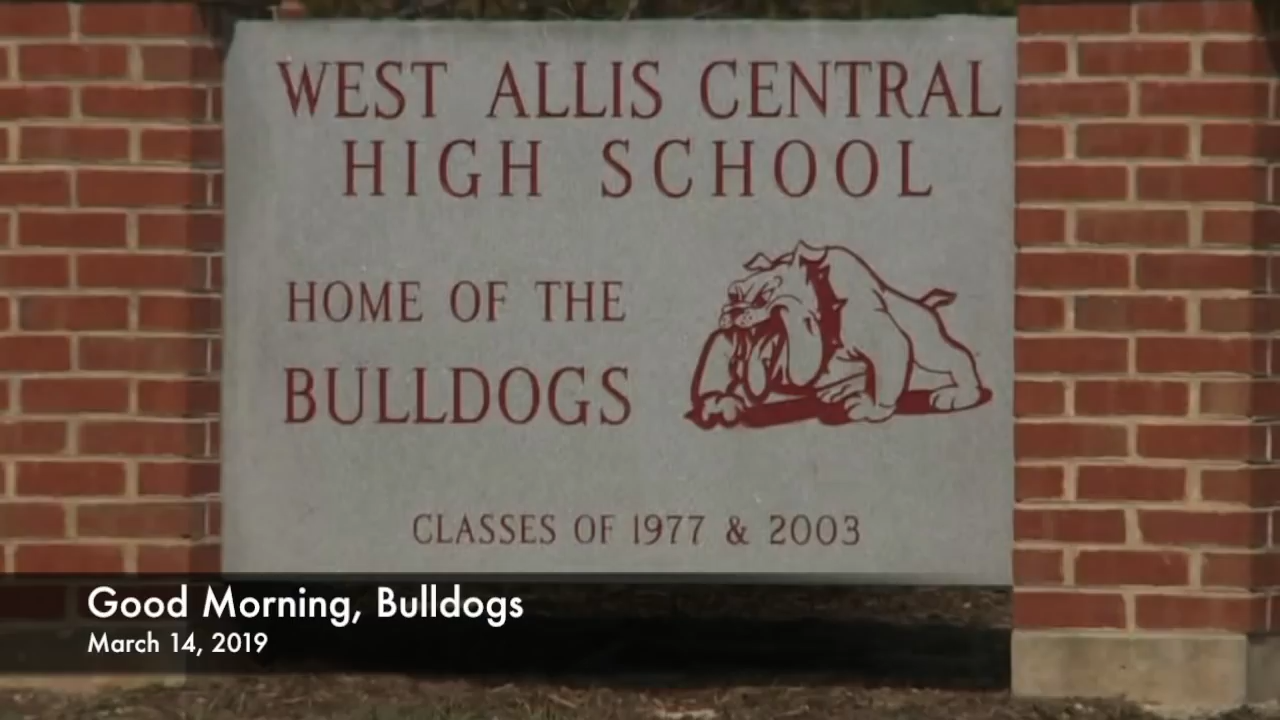 WEST ALLIS CENTRAL
HIGH SCHOOL
HOME OF THE
BULLDOGS
CLASSES OF 1977 & 2003
Good Morning, Bulldogs
March 14, 2019